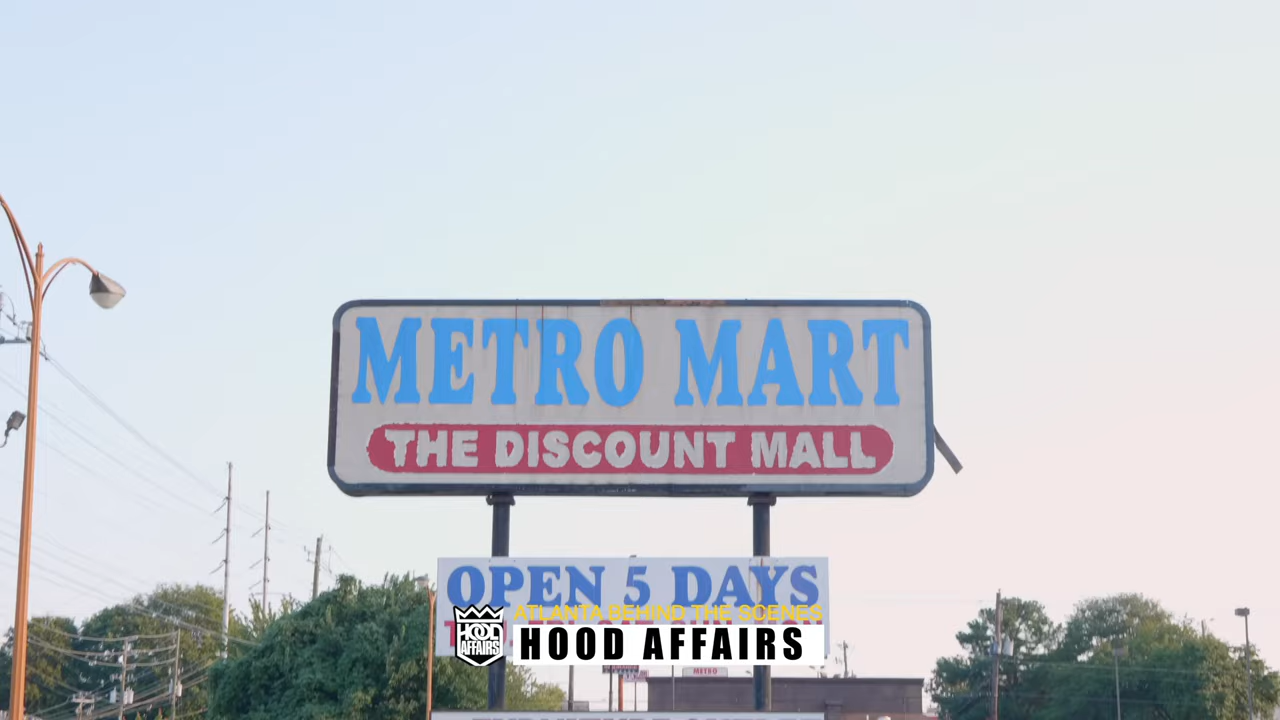 METRO MART
THE DISCOUNT MALL
OPEN 5 DAYS
ATLANTA BEHIND THE SCENES
HOOD AFFAIRS
HOOD
AFFAIRS
METRO